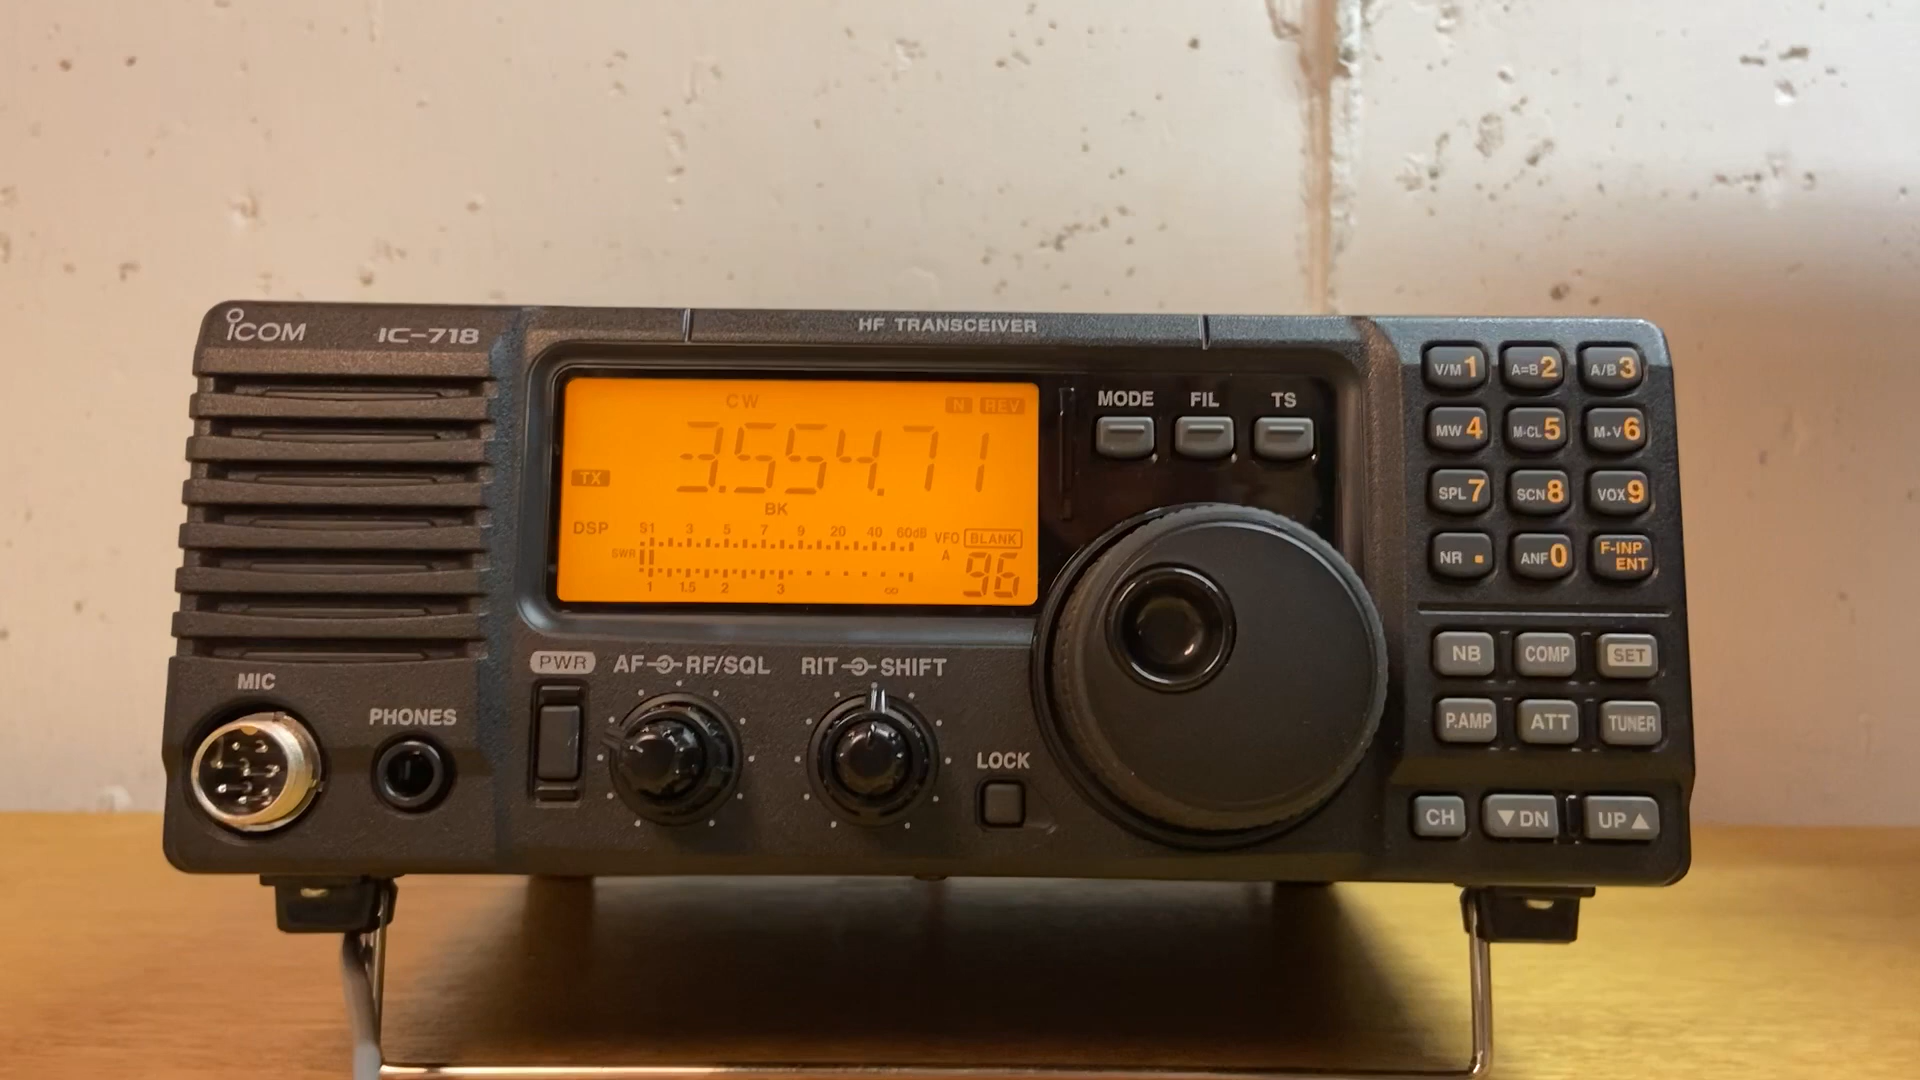 ICOM IC-718 HF TRANSCEIVER
CW N REV
3.554.71
TX
BK
DSP S1 3 5 7 9 20 40 60dB VFO BLANK
SWR A 96
1 1.5 2 3 ∞
MODE FIL TS
V/M 1 A=B 2 A/B 3
MW 4 M-CL 5 M▸V 6
SPL 7 SCN 8 VOX 9
NR . ANF 0 F-INP ENT
NB COMP SET
P.AMP ATT TUNER
CH ▼DN UP▲
MIC PHONES
PWR AF RF/SQL RIT SHIFT
LOCK